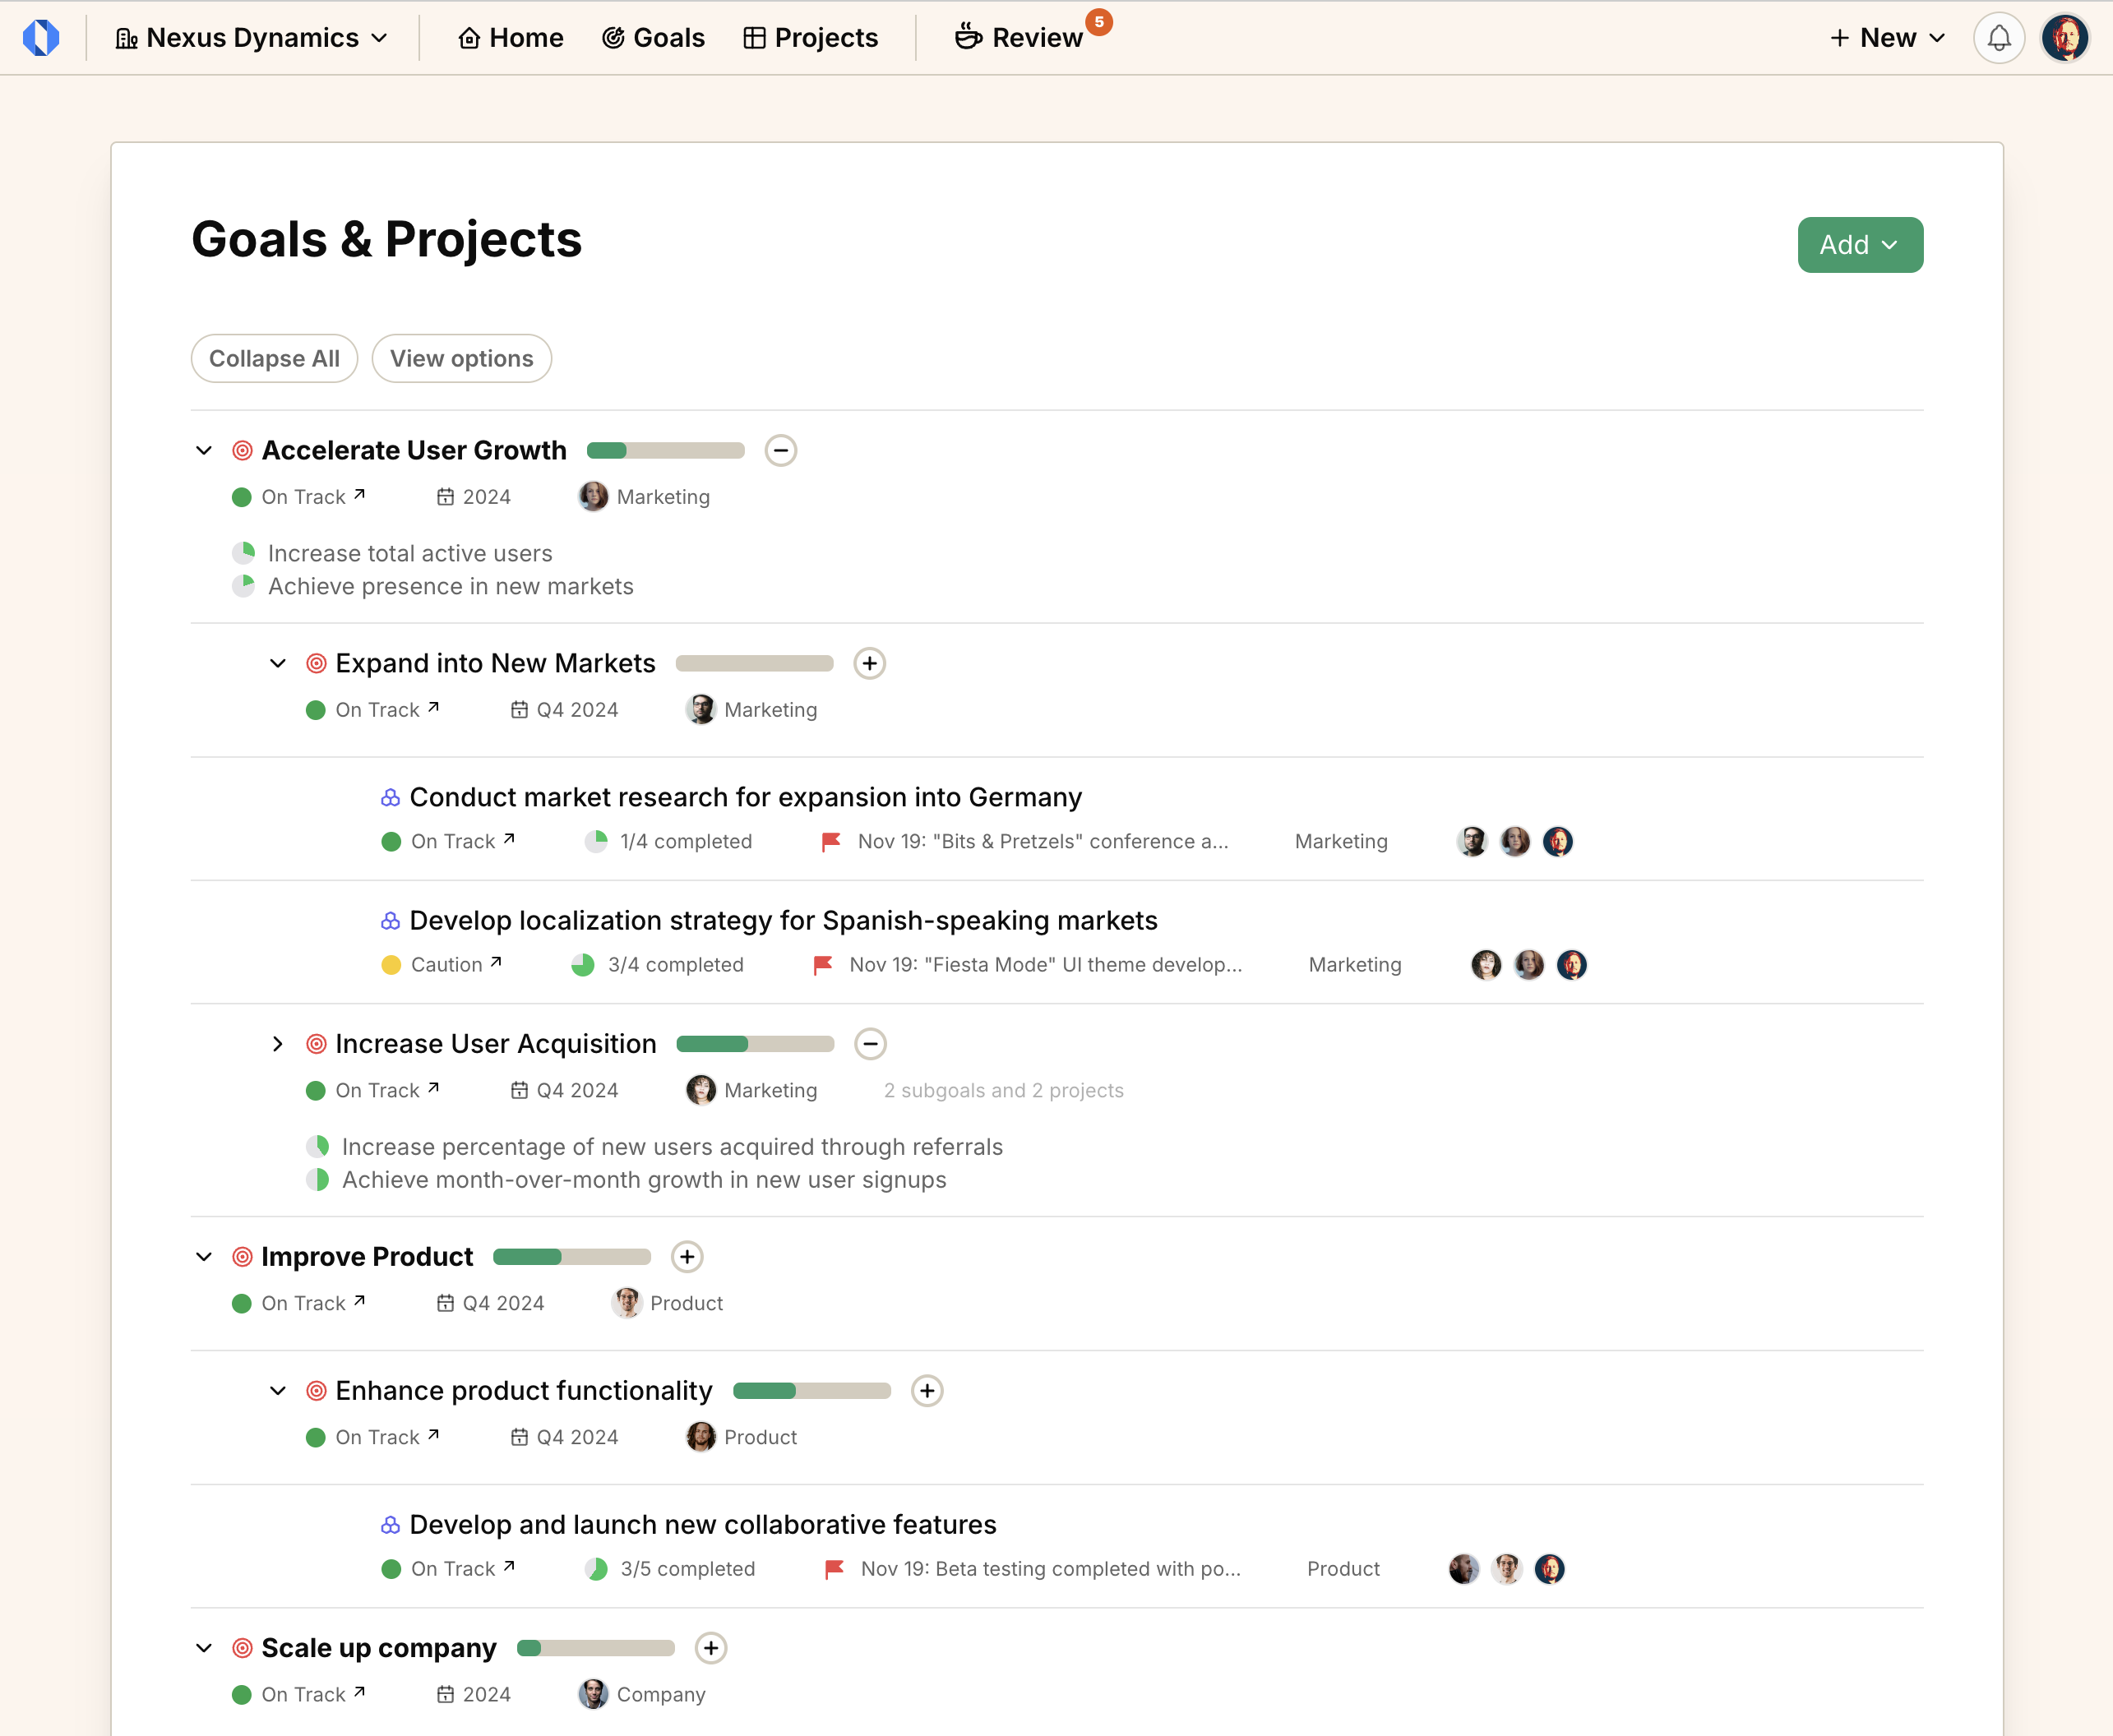 Nexus Dynamics Home Goals Projects Review 5 New
Goals & Projects
Add
Collapse All View options
Accelerate User Growth
On Track 2024 Marketing
Increase total active users
Achieve presence in new markets
Expand into New Markets
On Track Q4 2024 Marketing
Conduct market research for expansion into Germany
On Track 1/4 completed Nov 19: "Bits & Pretzels" conference a... Marketing
Develop localization strategy for Spanish-speaking markets
Caution 3/4 completed Nov 19: "Fiesta Mode" UI theme develop... Marketing
Increase User Acquisition
On Track Q4 2024 Marketing 2 subgoals and 2 projects
Increase percentage of new users acquired through referrals
Achieve month-over-month growth in new user signups
Improve Product
On Track Q4 2024 Product
Enhance product functionality
On Track Q4 2024 Product
Develop and launch new collaborative features
On Track 3/5 completed Nov 19: Beta testing completed with po... Product
Scale up company
On Track 2024 Company